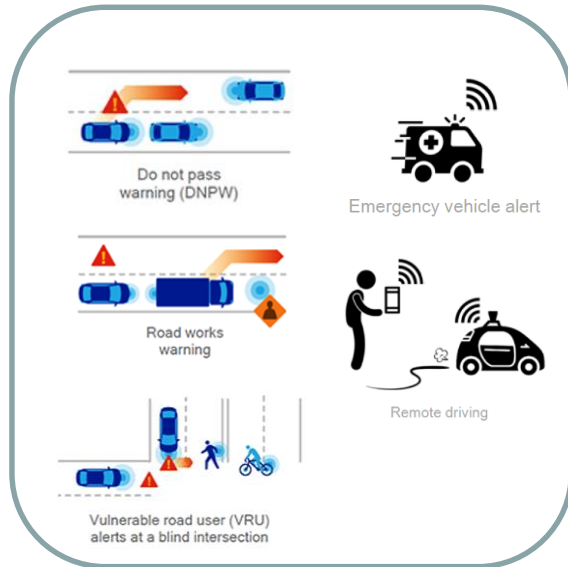 Do not pass
warning (DNPW)
Road works
warning
Vulnerable road user (VRU)
alerts at a blind intersection
Emergency vehicle alert
Remote driving